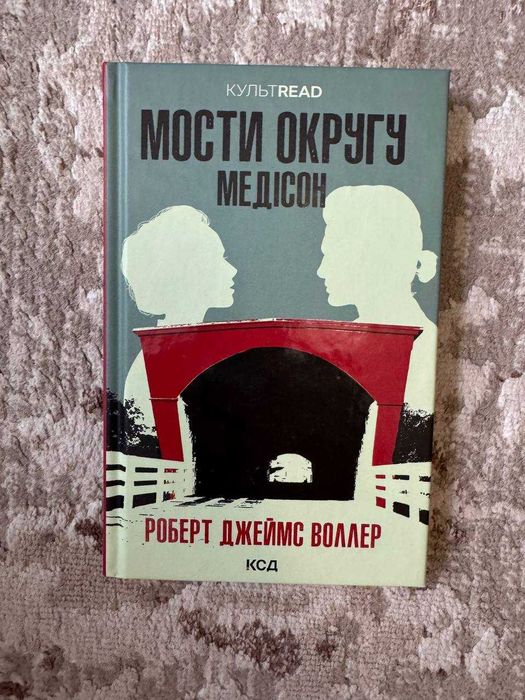 КУЛЬТREAD
МОСТИ ОКРУГУ
МЕДІСОН
РОБЕРТ ДЖЕЙМС ВОЛЛЕР
КСД